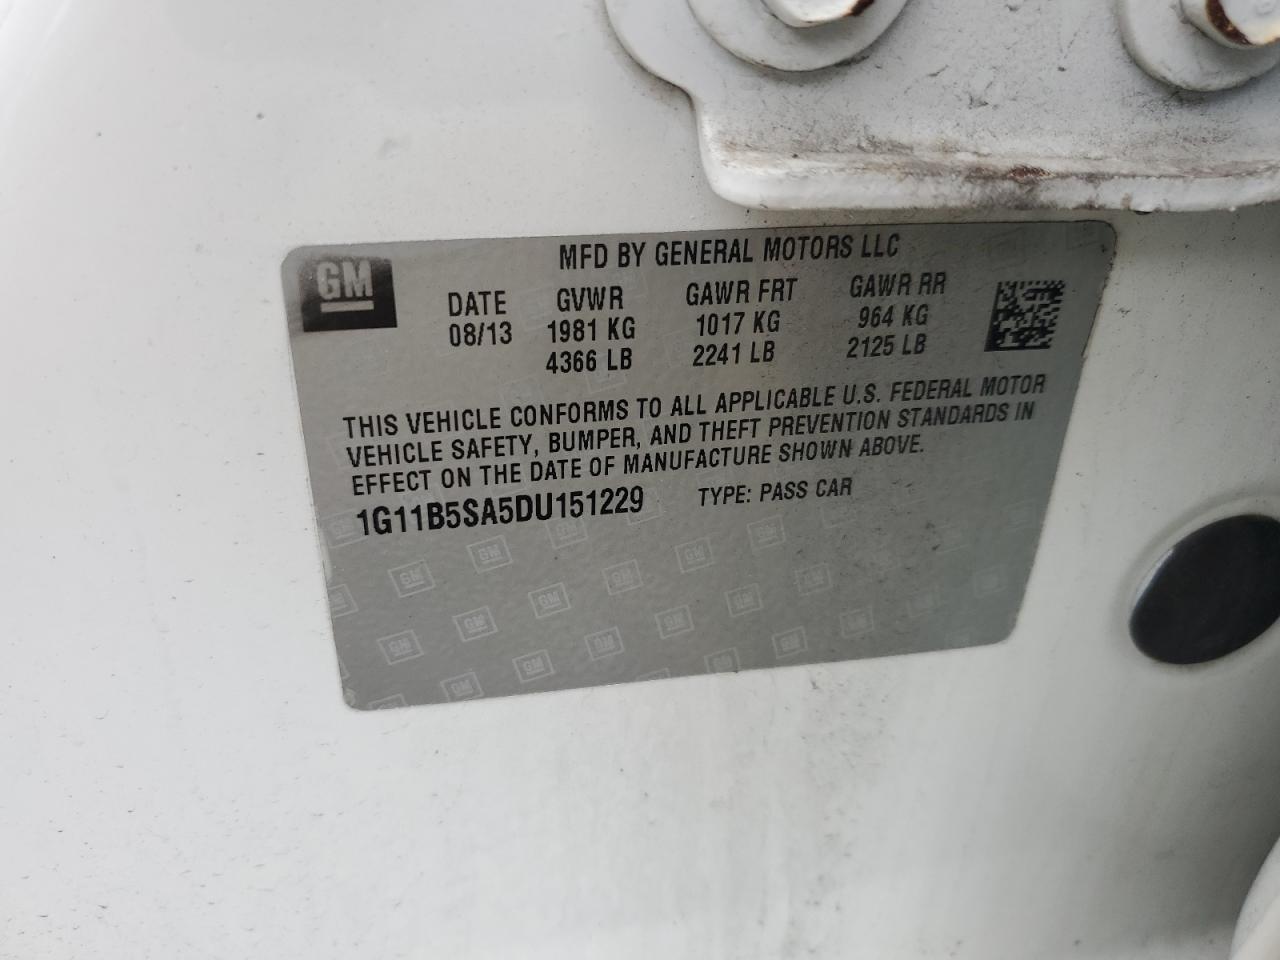 MFD BY GENERAL MOTORS LLC
GM
DATE GVWR GAWR FRT GAWR RR
08/13 1981 KG 1017 KG 964 KG
4366 LB 2241 LB 2125 LB
THIS VEHICLE CONFORMS TO ALL APPLICABLE U.S. FEDERAL MOTOR
VEHICLE SAFETY, BUMPER, AND THEFT PREVENTION STANDARDS IN
EFFECT ON THE DATE OF MANUFACTURE SHOWN ABOVE.
1G11B5SA5DU151229 TYPE: PASS CAR